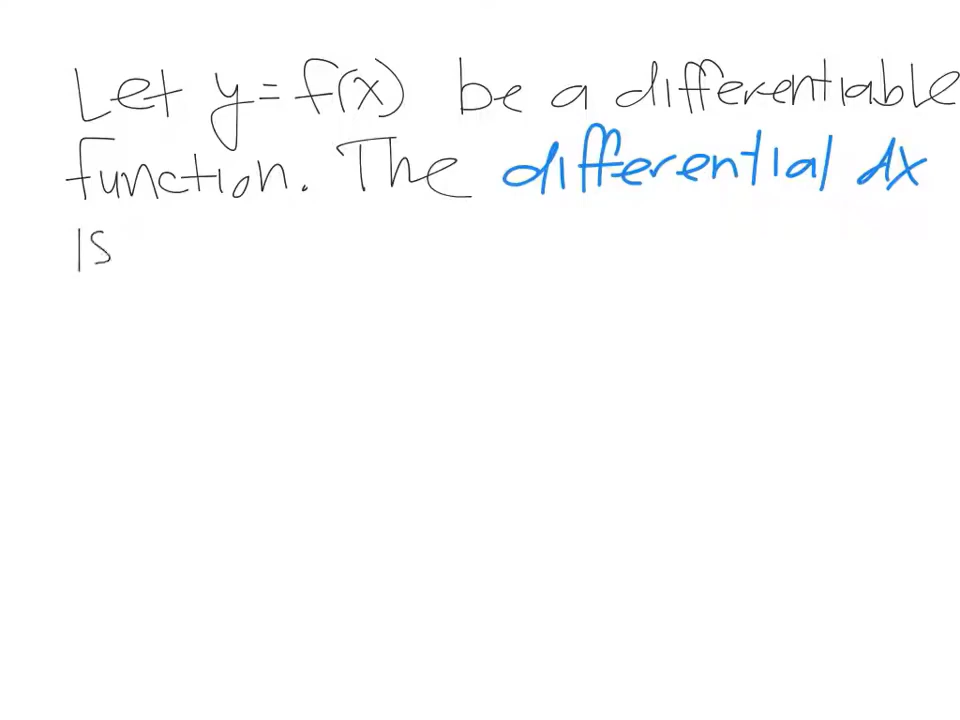 Let y=f(x) be a differentiable
function. The differential dx
is